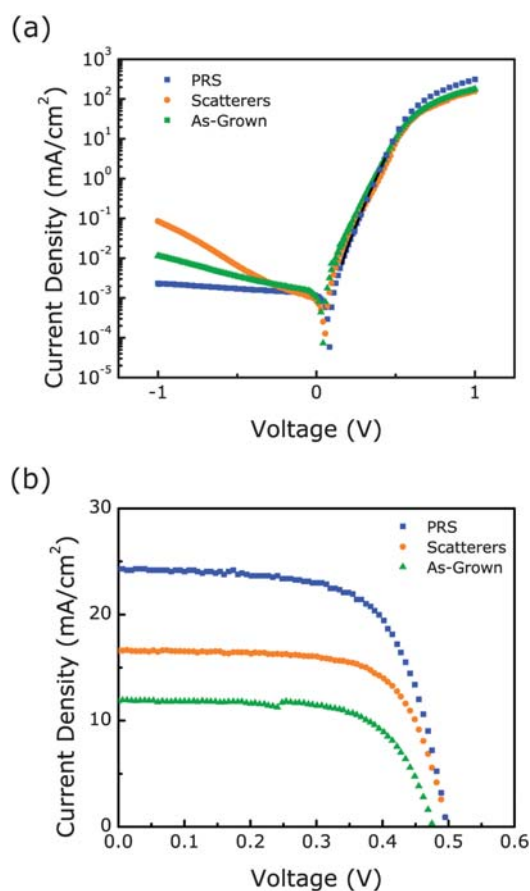 (a)
Current Density (mA/cm²)
10³
10²
10¹
10⁰
10⁻¹
10⁻²
10⁻³
10⁻⁴
10⁻⁵
PRS
Scatterers
As-Grown
-1 0 1
Voltage (V)
(b)
Current Density (mA/cm²)
30
20
10
0
PRS
Scatterers
As-Grown
0.0 0.1 0.2 0.3 0.4 0.5 0.6
Voltage (V)